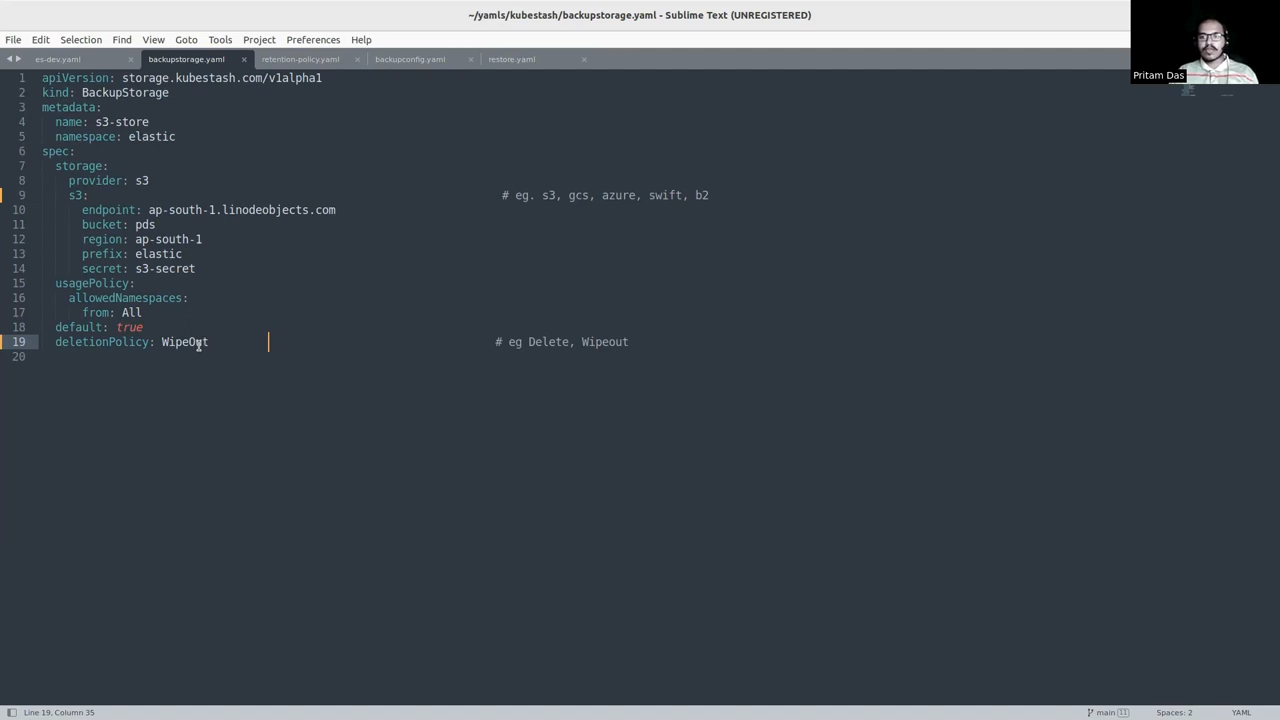 ~/yamls/kubestash/backupstorage.yaml - Sublime Text (UNREGISTERED)
File Edit Selection Find View Goto Tools Project Preferences Help
es-dev.yaml × backupstorage.yaml × retention-policy.yaml × backupconfig.yaml × restore.yaml ×
Pritam Das
1 apiVersion: storage.kubestash.com/v1alpha1
2 kind: BackupStorage
3 metadata:
4   name: s3-store
5   namespace: elastic
6 spec:
7   storage:
8     provider: s3
9     s3: # eg. s3, gcs, azure, swift, b2
10       endpoint: ap-south-1.linodeobjects.com
11       bucket: pds
12       region: ap-south-1
13       prefix: elastic
14       secret: s3-secret
15   usagePolicy:
16     allowedNamespaces:
17       from: All
18   default: true
19   deletionPolicy: WipeOut # eg Delete, Wipeout
20
Line 19, Column 35 main 11 Spaces: 2 YAML